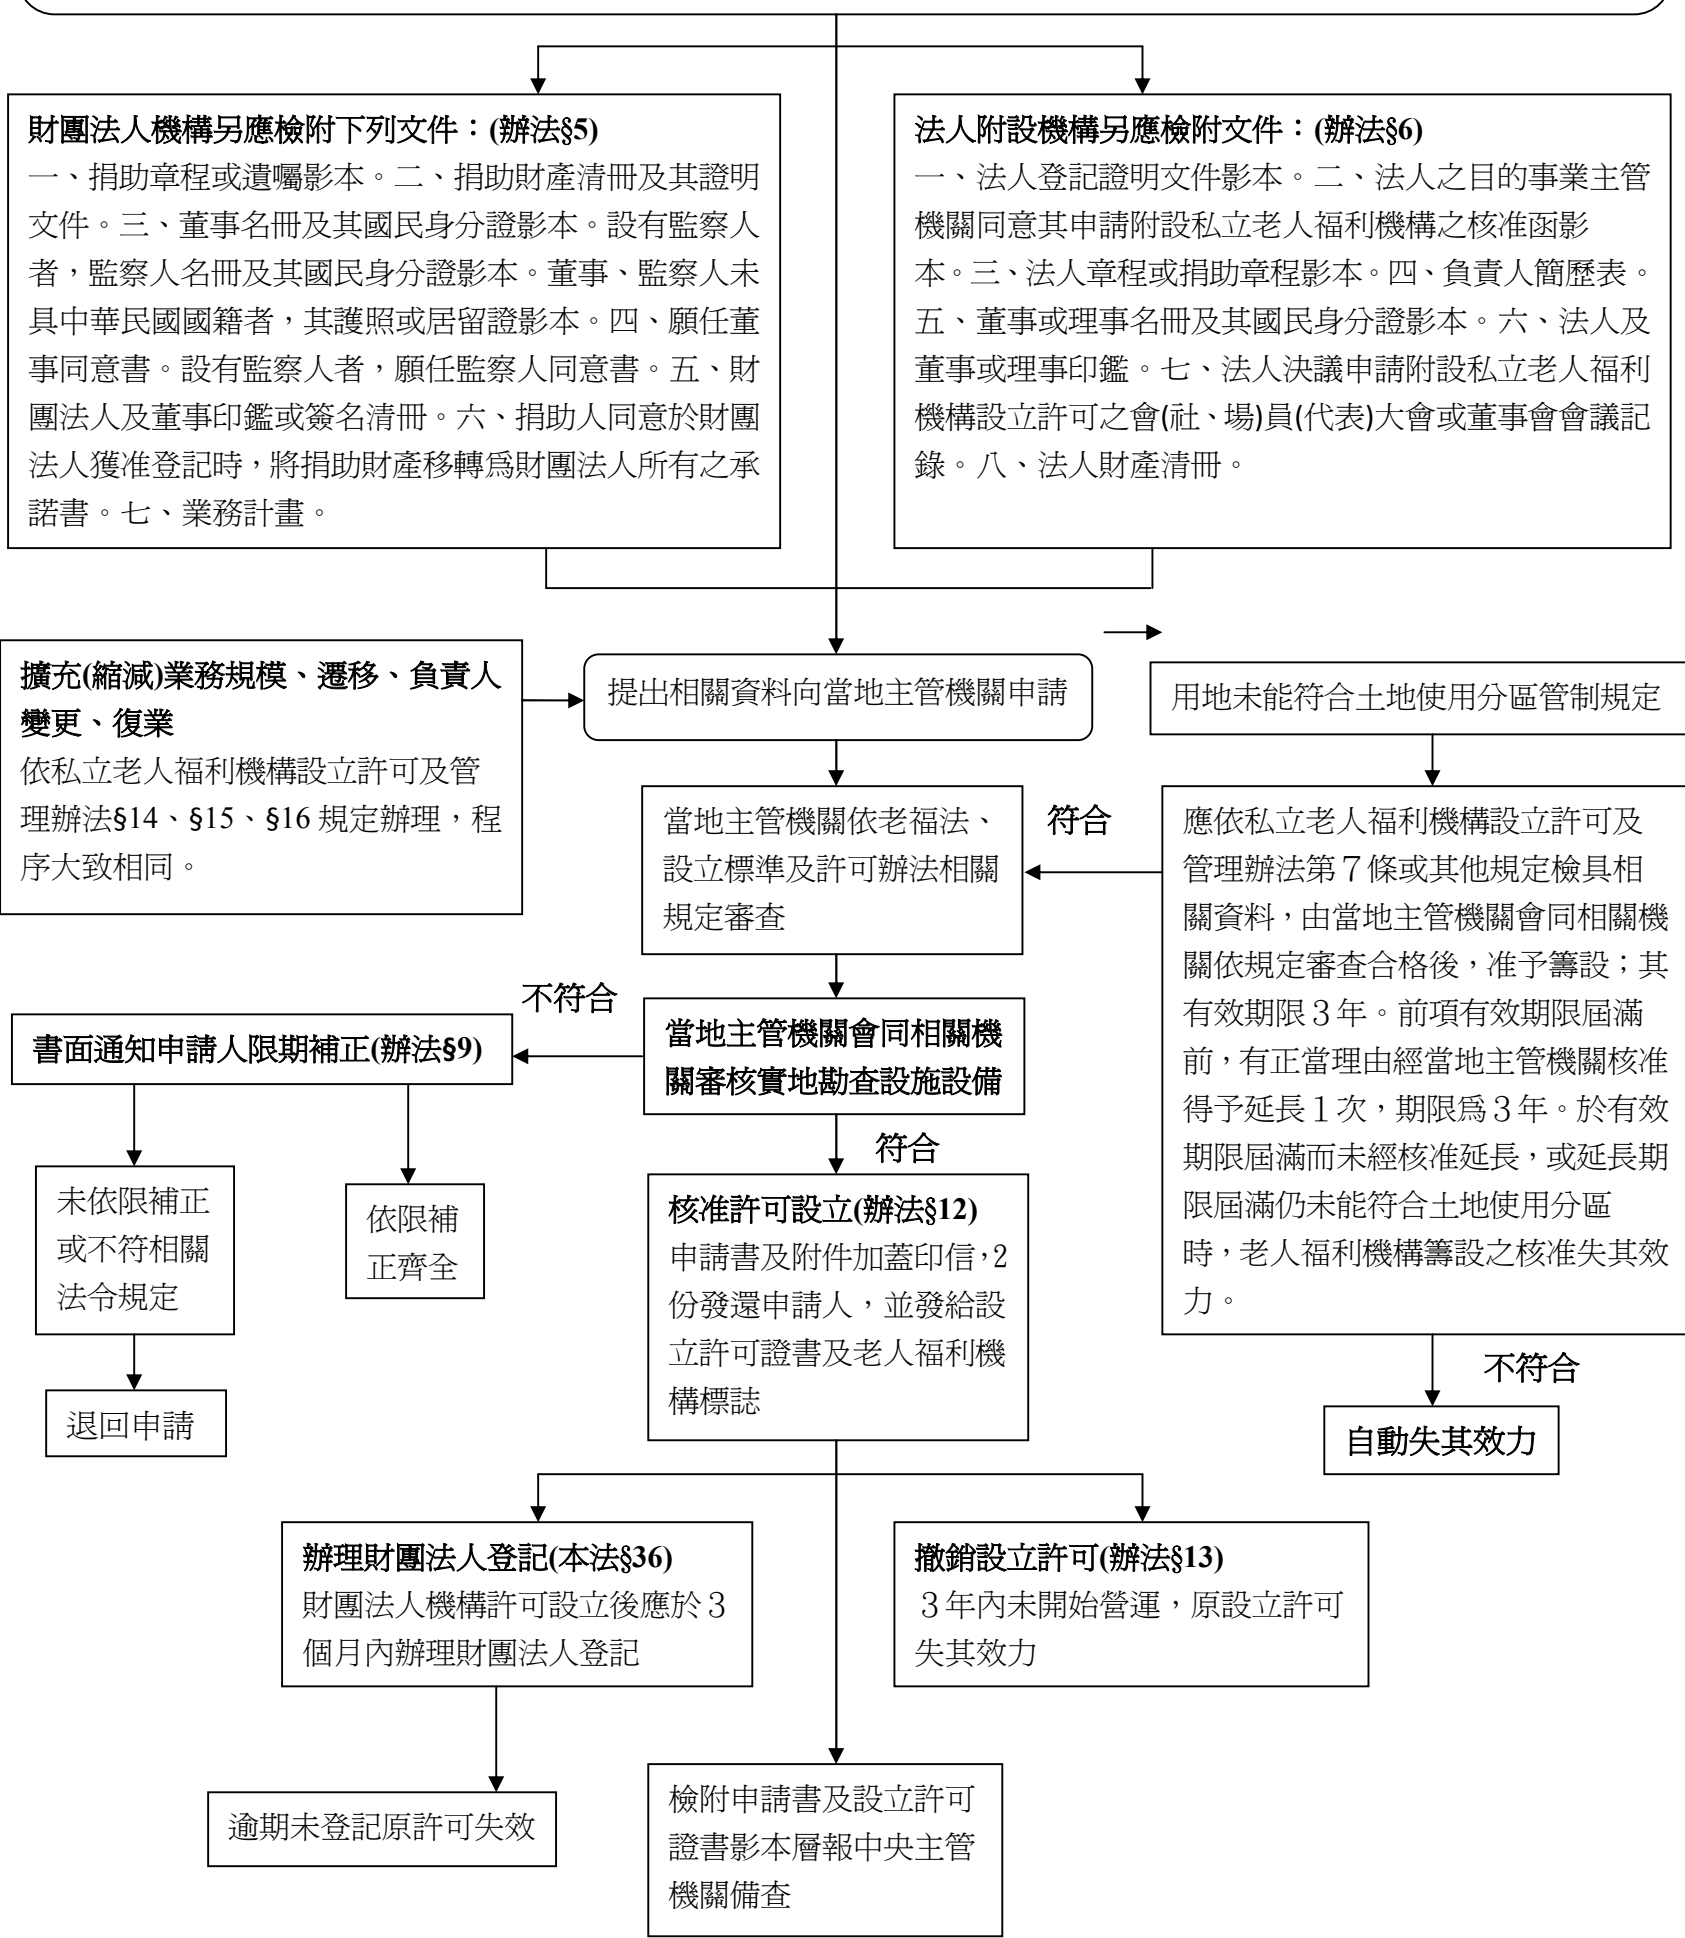 財團法人機構另應檢附下列文件：(辦法§5)
一、捐助章程或遺囑影本。二、捐助財產清冊及其證明
文件。三、董事名冊及其國民身分證影本。設有監察人
者，監察人名冊及其國民身分證影本。董事、監察人未
具中華民國國籍者，其護照或居留證影本。四、願任董
事同意書。設有監察人者，願任監察人同意書。五、財
團法人及董事印鑑或簽名清冊。六、捐助人同意於財團
法人獲准登記時，將捐助財產移轉為財團法人所有之承
諾書。七、業務計畫。
法人附設機構另應檢附文件：(辦法§6)
一、法人登記證明文件影本。二、法人之目的事業主管
機關同意其申請附設私立老人福利機構之核准函影
本。三、法人章程或捐助章程影本。四、負責人簡歷表。
五、董事或理事名冊及其國民身分證影本。六、法人及
董事或理事印鑑。七、法人決議申請附設私立老人福利
機構設立許可之會(社、場)員(代表)大會或董事會會議記
錄。八、法人財產清冊。
擴充(縮減)業務規模、遷移、負責人
變更、復業
依私立老人福利機構設立許可及管
理辦法§14、§15、§16 規定辦理，程
序大致相同。
提出相關資料向當地主管機關申請
用地未能符合土地使用分區管制規定
當地主管機關依老福法、
設立標準及許可辦法相關
規定審查
符合
應依私立老人福利機構設立許可及
管理辦法第７條或其他規定檢具相
關資料，由當地主管機關會同相關機
關依規定審查合格後，准予籌設；其
有效期限３年。前項有效期限屆滿
前，有正當理由經當地主管機關核准
得予延長１次，期限為３年。於有效
期限屆滿而未經核准延長，或延長期
限屆滿仍未能符合土地使用分區
時，老人福利機構籌設之核准失其效
力。
不符合
書面通知申請人限期補正(辦法§9)
當地主管機關會同相關機
關審核實地勘查設施設備
符合
未依限補正
或不符相關
法令規定
依限補
正齊全
退回申請
核准許可設立(辦法§12)
申請書及附件加蓋印信，2
份發還申請人，並發給設
立許可證書及老人福利機
構標誌
不符合
自動失其效力
辦理財團法人登記(本法§36)
財團法人機構許可設立後應於３
個月內辦理財團法人登記
撤銷設立許可(辦法§13)
３年內未開始營運，原設立許可
失其效力
逾期未登記原許可失效
檢附申請書及設立許可
證書影本層報中央主管
機關備查